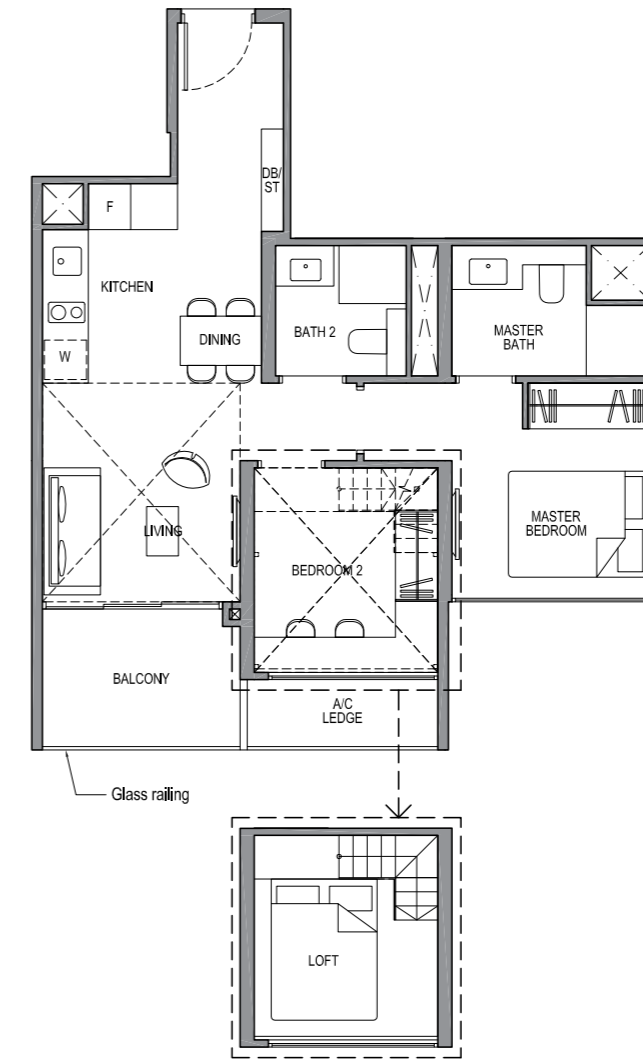 DB/
ST
F
KITCHEN
DINING
BATH 2
MASTER
BATH
W
LIVING
MASTER
BEDROOM
BEDROOM 2
BALCONY
A/C
LEDGE
Glass railing
LOFT